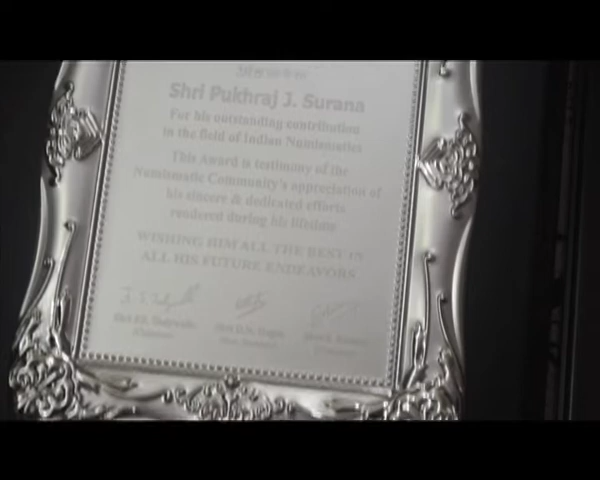 Shri Pukhraj J. Surana
For his outstanding contribution
in the field of Indian Numismatics
This Award is testimony of the
Numismatic Community's appreciation of
his sincere & dedicated efforts
rendered during his lifetime
WISHING HIM ALL THE BEST IN
ALL HIS FUTURE ENDEAVORS